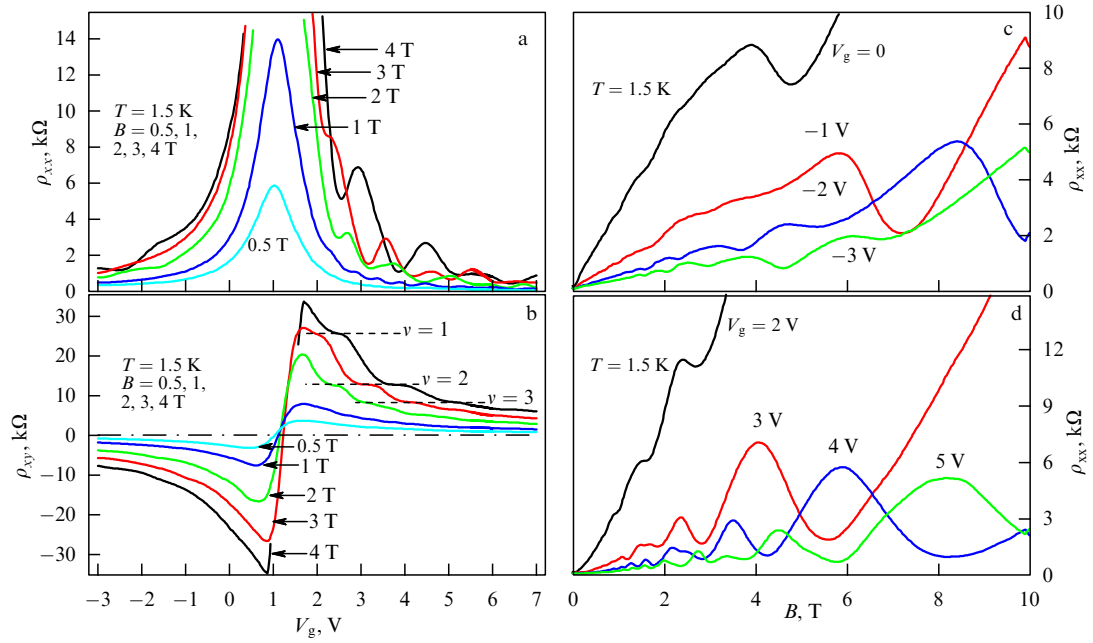 a
ρxx, kΩ
14
12
10
8
6
4
2
0
T = 1.5 K
B = 0.5, 1,
2, 3, 4 T
4 T
3 T
2 T
1 T
0.5 T
b
ρxy, kΩ
30
20
10
0
−10
−20
−30
T = 1.5 K
B = 0.5, 1,
2, 3, 4 T
ν = 1
ν = 2
ν = 3
0.5 T
1 T
2 T
3 T
4 T
−3 −2 −1 0 1 2 3 4 5 6 7
Vg, V
c
Vg = 0
T = 1.5 K
−1 V
−2 V
−3 V
10
8
6
4
2
0
ρxx, kΩ
d
Vg = 2 V
T = 1.5 K
3 V
4 V
5 V
12
9
6
3
0
ρxx, kΩ
0 2 4 6 8 10
B, T